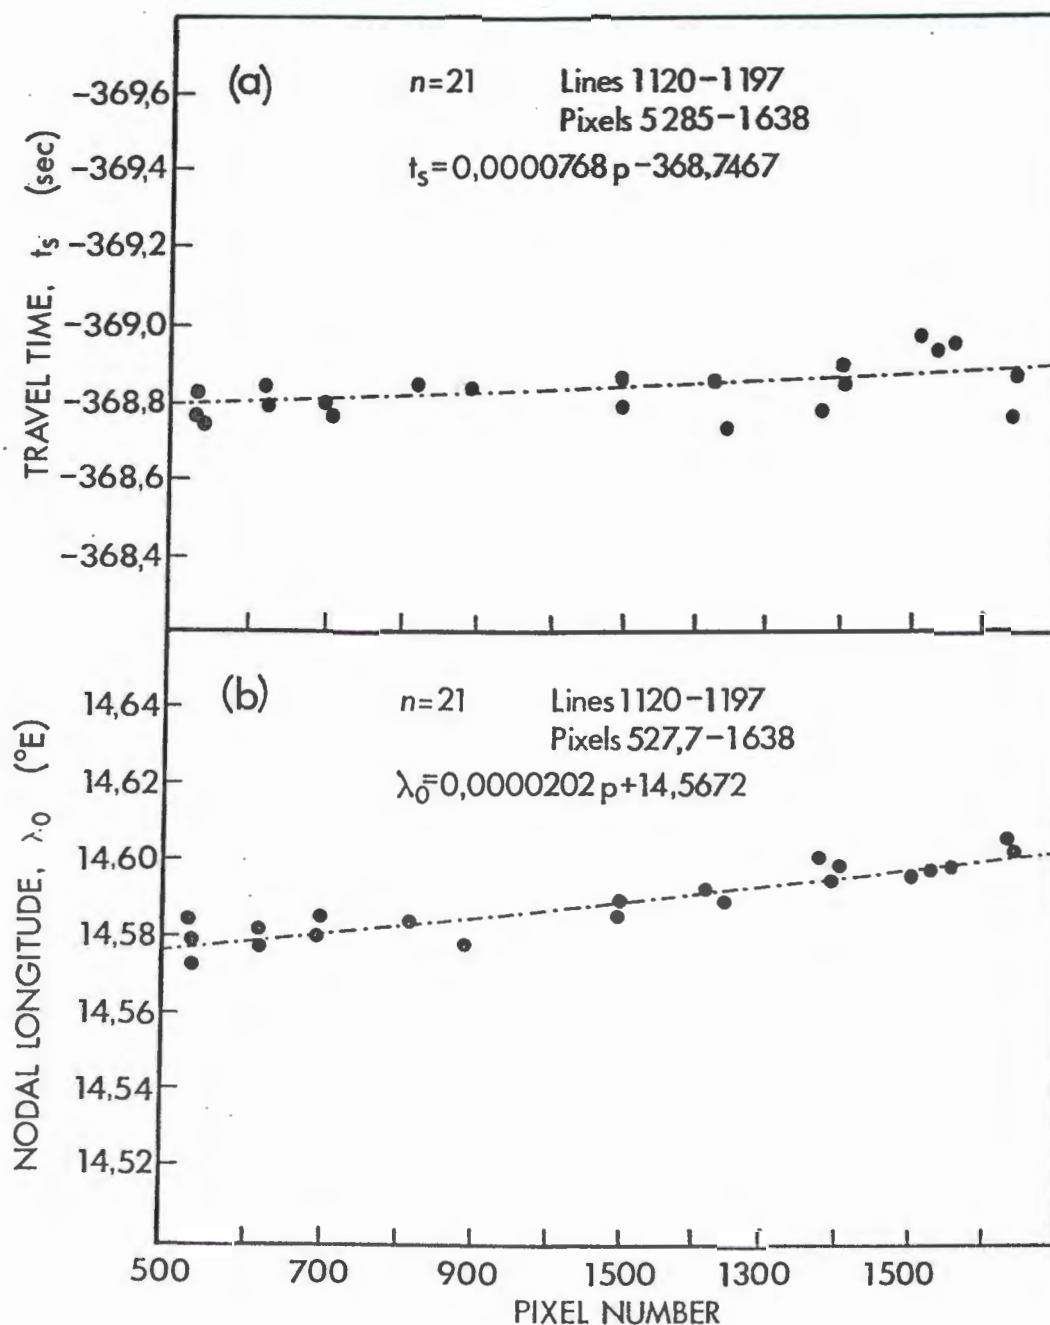 (a)
n=21 Lines 1120-1197
Pixels 5285-1638
ts=0,0000768 p-368,7467
TRAVEL TIME, ts (sec)
-369,6
-369,4
-369,2
-369,0
-368,8
-368,6
-368,4
(b)
n=21 Lines 1120-1197
Pixels 527,7-1638
λ0=0,0000202 p+14,5672
NODAL LONGITUDE, λ0 (°E)
14,64
14,62
14,60
14,58
14,56
14,54
14,52
500 700 900 1500 1300 1500
PIXEL NUMBER